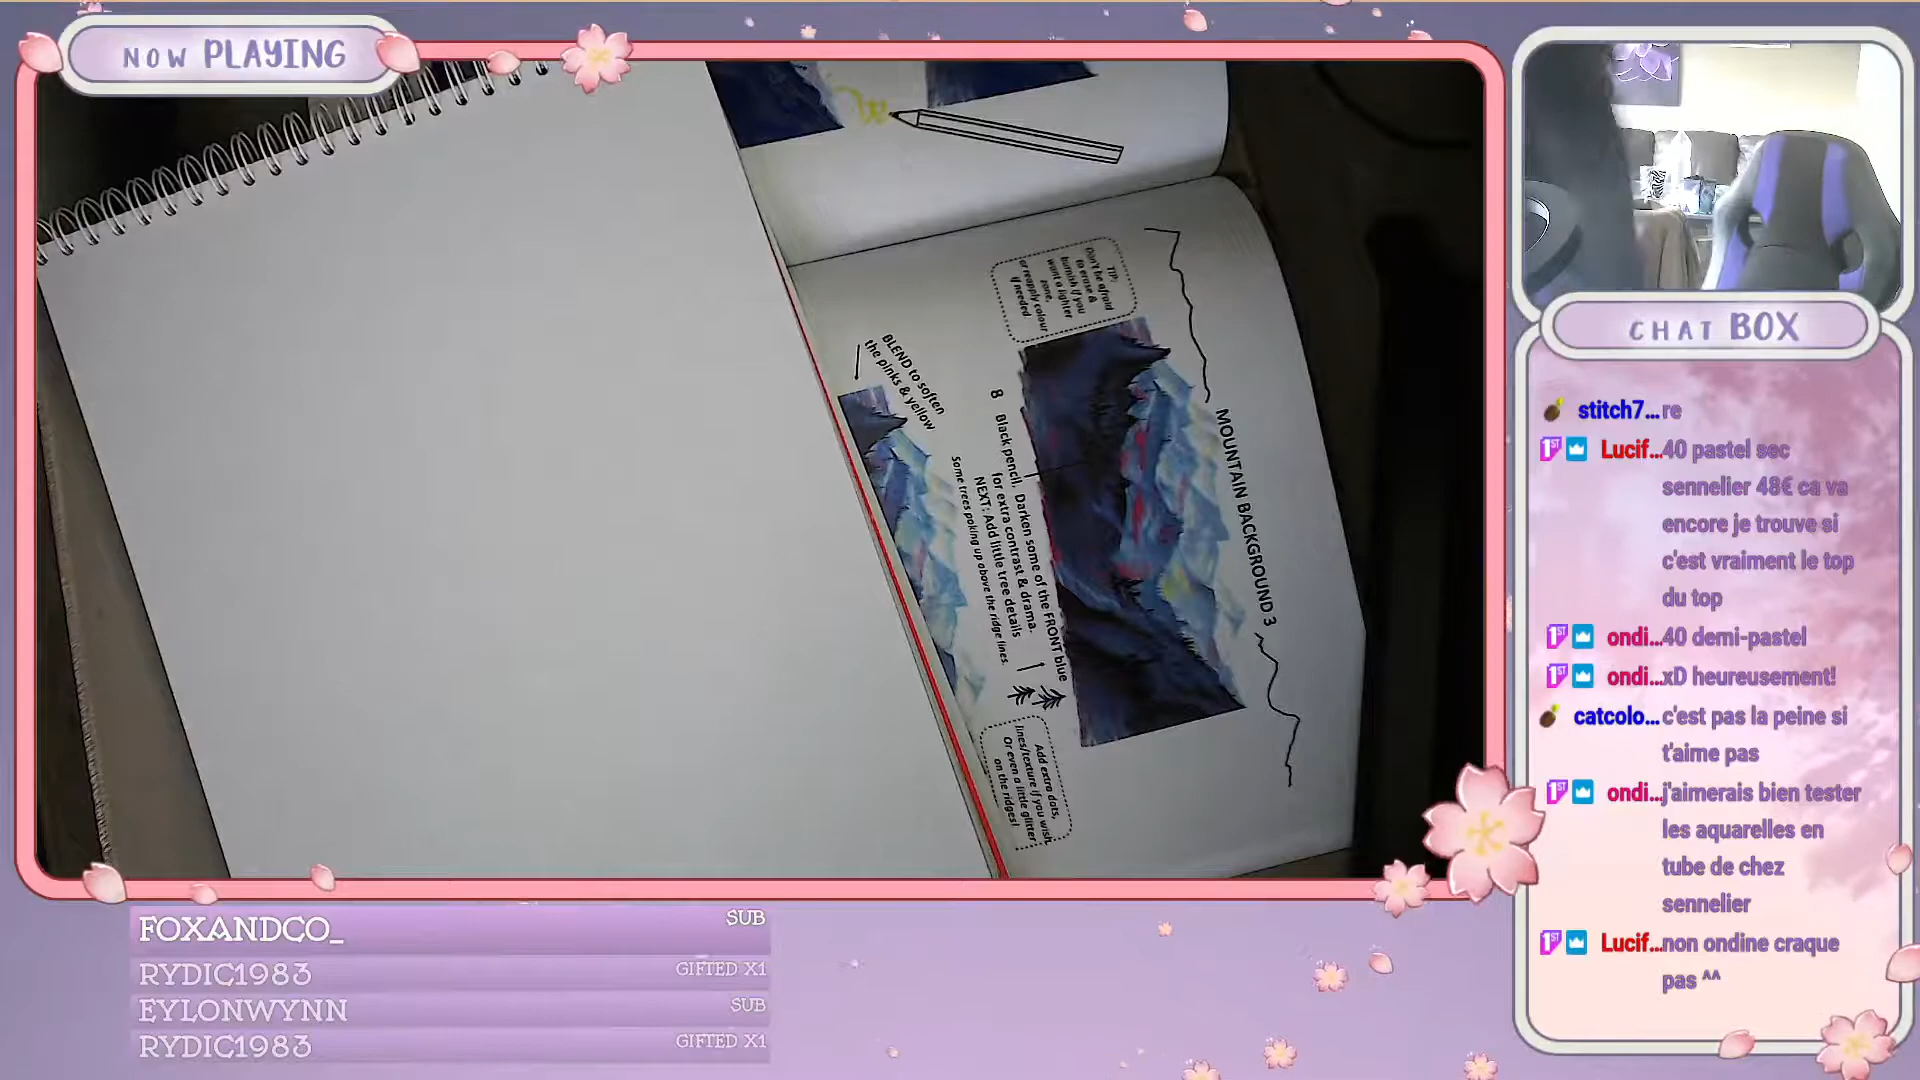 NOW PLAYING
TIP:
Don't be afraid
to erase &
burnish if you
want a lighter
zone,
or reapply colour
if needed.
MOUNTAIN BACKGROUND 3
BLEND to soften
the pinks & yellow
8 Black pencil. Darken some of the FRONT blue
for extra contrast & drama.
NEXT: Add little tree details
Some trees poking up above the ridge lines.
Add extra dots,
lines/texture if you wish.
Or even a little glitter
on the ridges!
CHAT BOX
stitch7... re
Lucif... 40 pastel sec
sennelier 48€ ca va
encore je trouve si
c'est vraiment le top
du top
ondi... 40 demi-pastel
ondi... xD heureusement!
catcolo... c'est pas la peine si
t'aime pas
ondi... j'aimerais bien tester
les aquarelles en
tube de chez
sennelier
Lucif... non ondine craque
pas ^^
FOXANDCO_ SUB
RYDIC1983 GIFTED X1
EYLONWYNN SUB
RYDIC1983 GIFTED X1